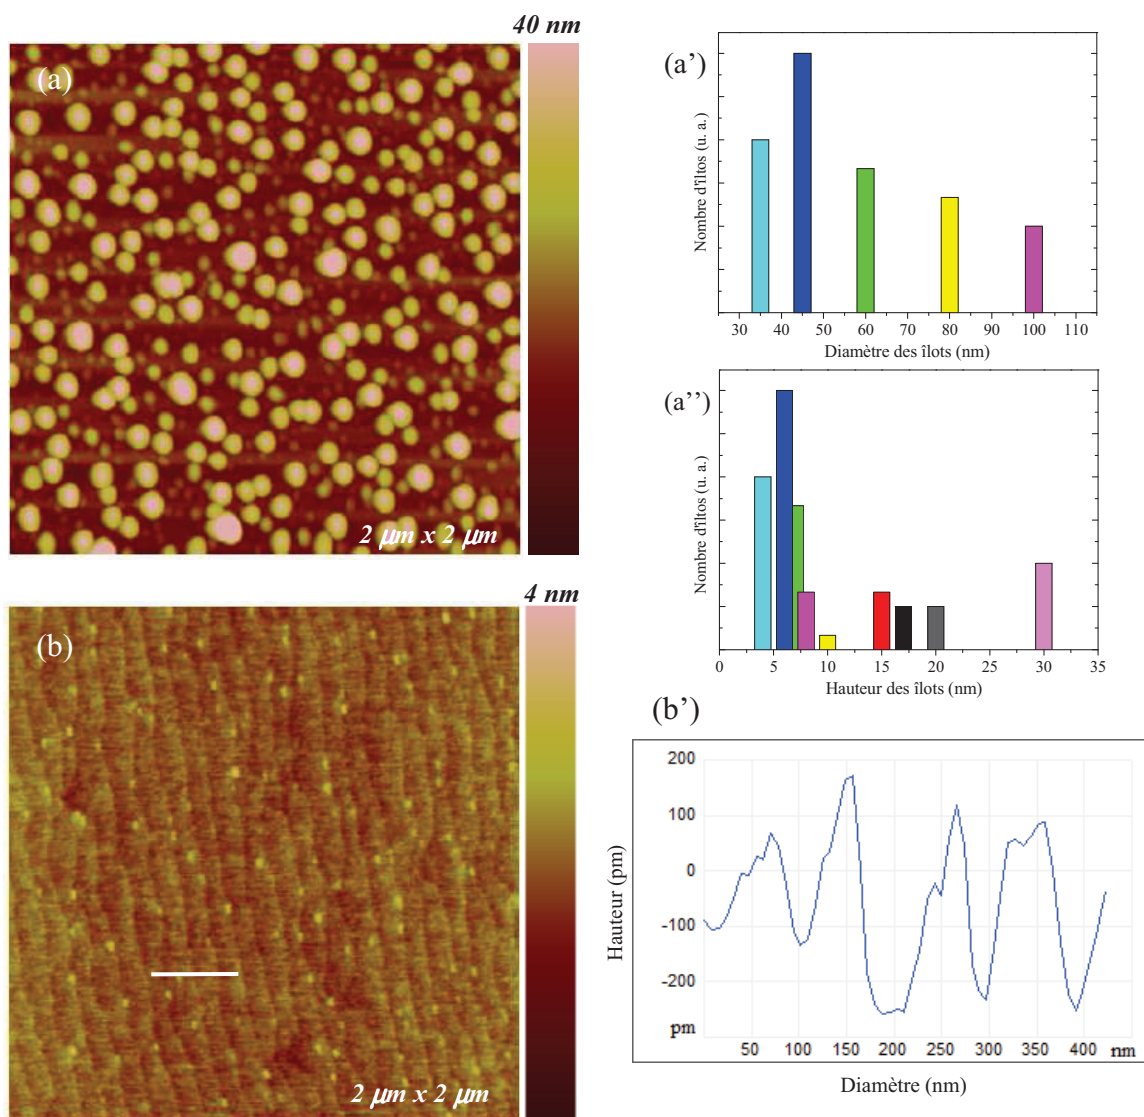 40 nm
(a)
2 µm x 2 µm
(a’)
Nombre d'îltos (u. a.)
30 40 50 60 70 80 90 100 110
Diamètre des îlots (nm)
(a’’)
Nombre d'îltos (u. a.)
0 5 10 15 20 25 30 35
Hauteur des îlots (nm)
4 nm
(b)
2 µm x 2 µm
(b’)
Hauteur (pm)
200
100
0
-100
-200
pm
50 100 150 200 250 300 350 400 nm
Diamètre (nm)